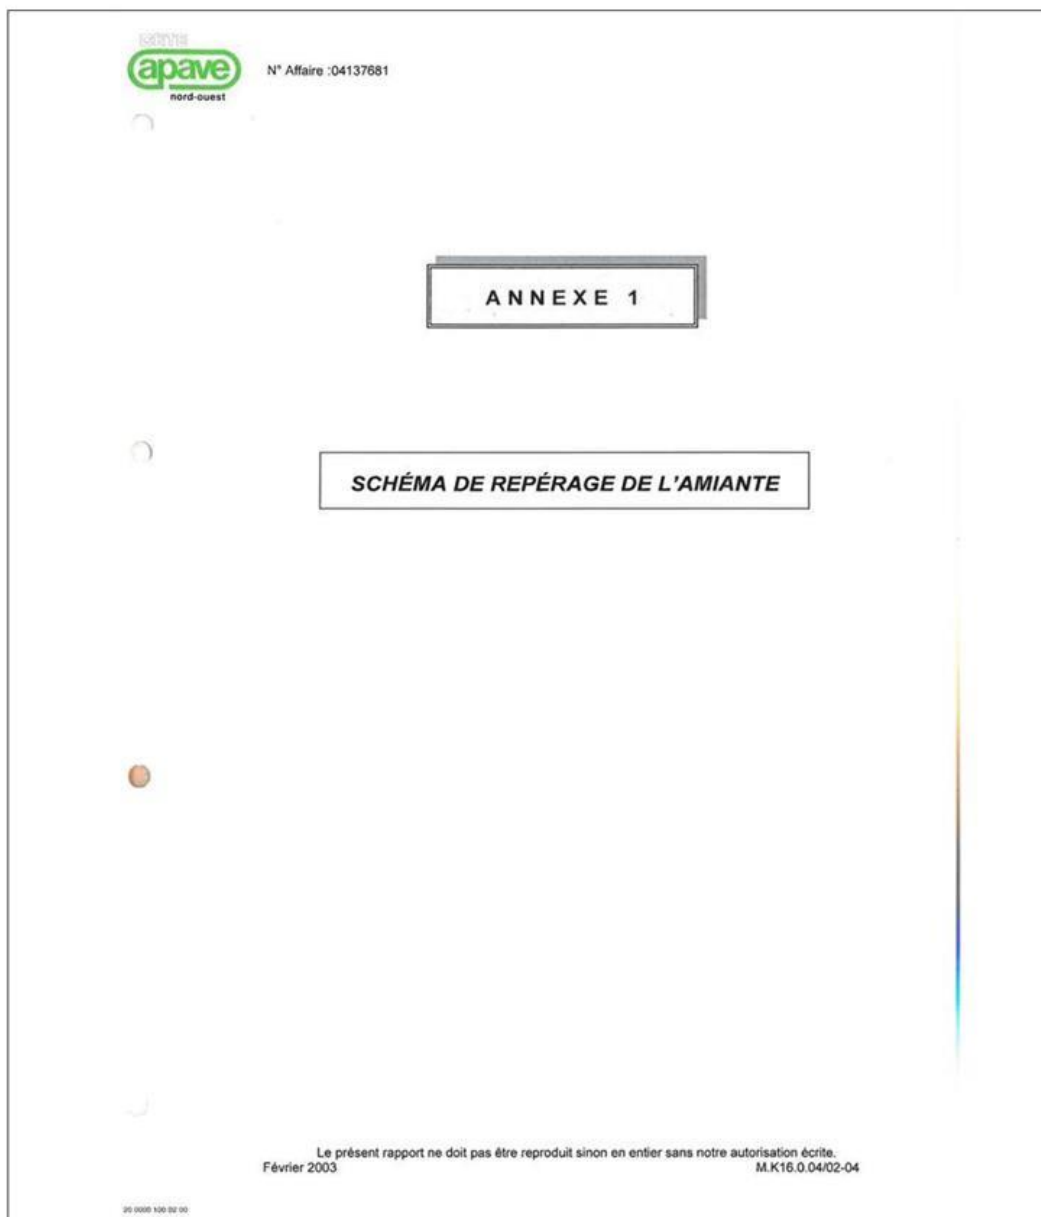 apave
nord-ouest
N° Affaire :04137681
ANNEXE 1
SCHÉMA DE REPÉRAGE DE L'AMIANTE
Le présent rapport ne doit pas être reproduit sinon en entier sans notre autorisation écrite.
Février 2003 M.K16.0.04/02-04
20 0000 100 02 00